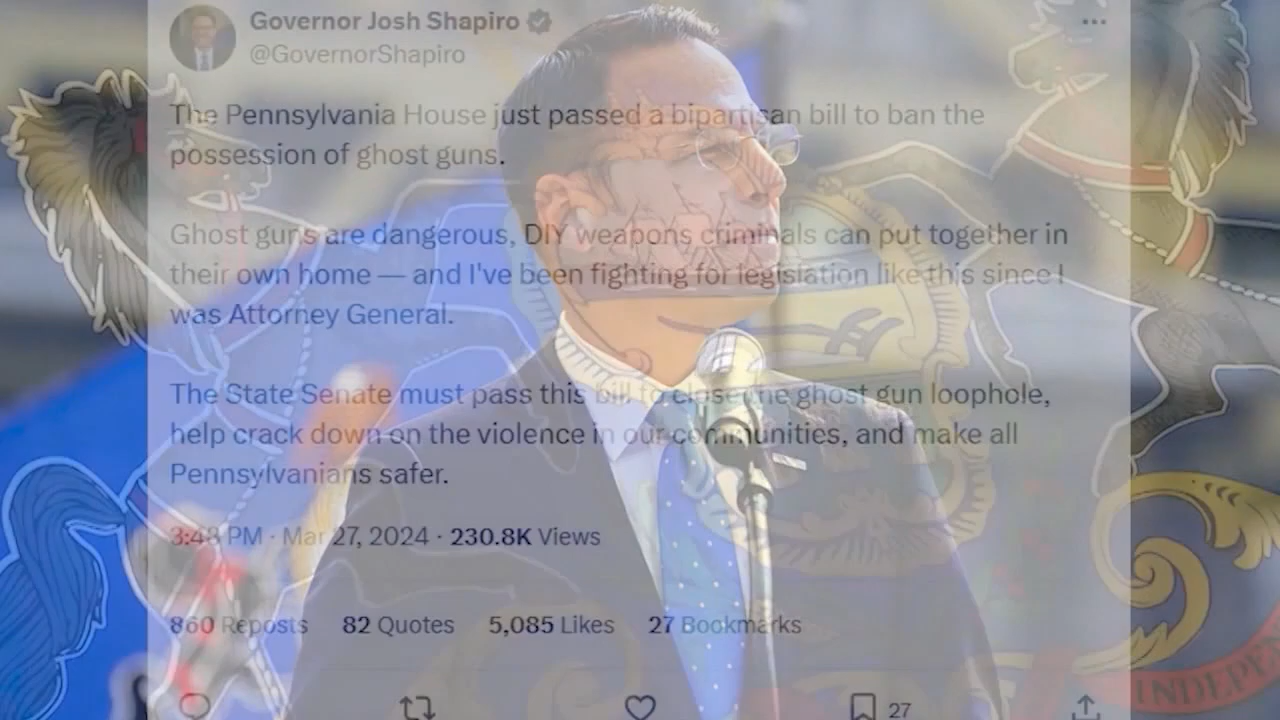 Governor Josh Shapiro
@GovernorShapiro
The Pennsylvania House just passed a bipartisan bill to ban the
possession of ghost guns.
Ghost guns are dangerous, DIY weapons criminals can put together in
their own home — and I've been fighting for legislation like this since I
was Attorney General.
The State Senate must pass this bill to close the ghost gun loophole,
help crack down on the violence in our communities, and make all
Pennsylvanians safer.
3:48 PM · Mar 27, 2024 · 230.8K Views
860 Reposts 82 Quotes 5,085 Likes 27 Bookmarks
27